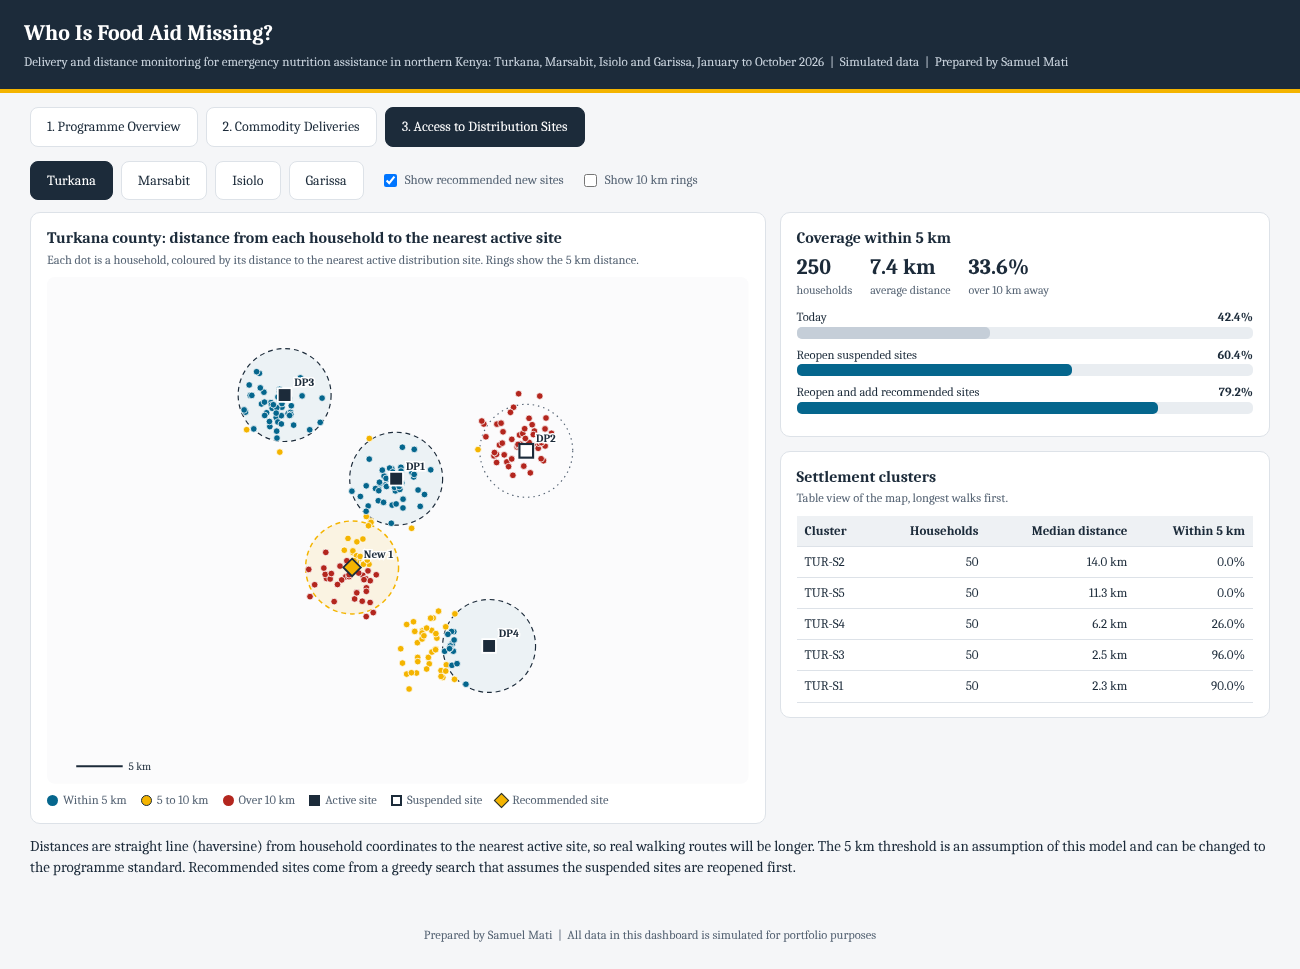 Who Is Food Aid Missing?
Delivery and distance monitoring for emergency nutrition assistance in northern Kenya: Turkana, Marsabit, Isiolo and Garissa, January to October 2026 | Simulated data | Prepared by Samuel Mati
1. Programme Overview
2. Commodity Deliveries
3. Access to Distribution Sites
Turkana
Marsabit
Isiolo
Garissa
Show recommended new sites
Show 10 km rings
Turkana county: distance from each household to the nearest active site
Each dot is a household, coloured by its distance to the nearest active distribution site. Rings show the 5 km distance.
DP3
DP2
DP1
New 1
DP4
5 km
Within 5 km
5 to 10 km
Over 10 km
Active site
Suspended site
Recommended site
Coverage within 5 km
250 7.4 km 33.6%
households average distance over 10 km away
Today 42.4%
Reopen suspended sites 60.4%
Reopen and add recommended sites 79.2%
Settlement clusters
Table view of the map, longest walks first.
Cluster Households Median distance Within 5 km
TUR-S2 50 14.0 km 0.0%
TUR-S5 50 11.3 km 0.0%
TUR-S4 50 6.2 km 26.0%
TUR-S3 50 2.5 km 96.0%
TUR-S1 50 2.3 km 90.0%
Distances are straight line (haversine) from household coordinates to the nearest active site, so real walking routes will be longer. The 5 km threshold is an assumption of this model and can be changed to
the programme standard. Recommended sites come from a greedy search that assumes the suspended sites are reopened first.
Prepared by Samuel Mati | All data in this dashboard is simulated for portfolio purposes